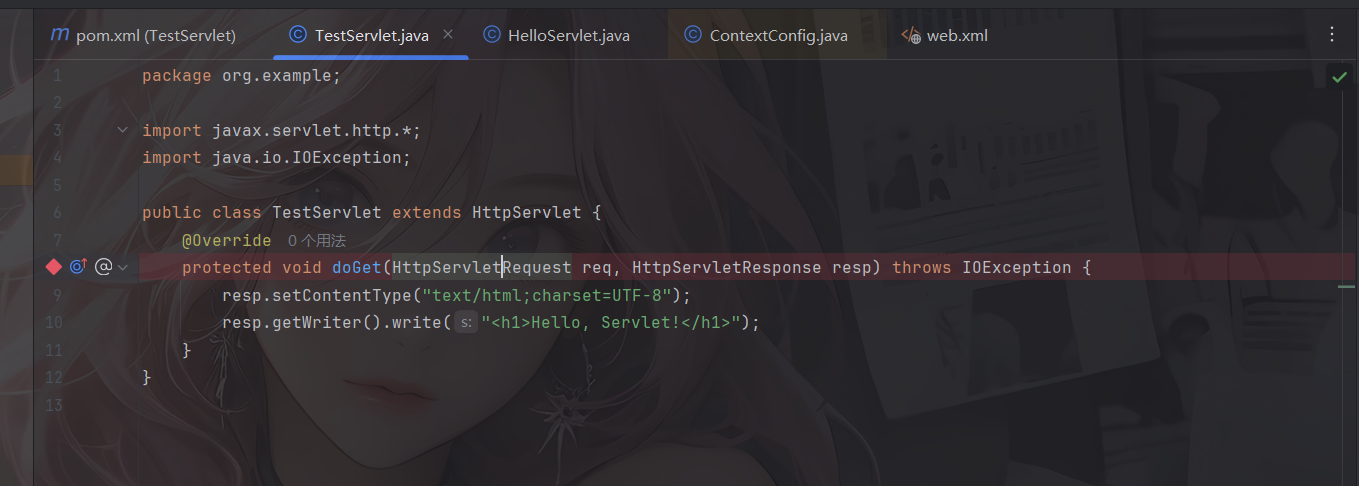 m pom.xml (TestServlet) TestServlet.java HelloServlet.java ContextConfig.java web.xml
1 package org.example;
2
3 import javax.servlet.http.*;
4 import java.io.IOException;
5
6 public class TestServlet extends HttpServlet {
7 @Override 0 个用法
protected void doGet(HttpServletRequest req, HttpServletResponse resp) throws IOException {
9 resp.setContentType("text/html;charset=UTF-8");
10 resp.getWriter().write( s: "<h1>Hello, Servlet!</h1>");
11 }
12 }
13